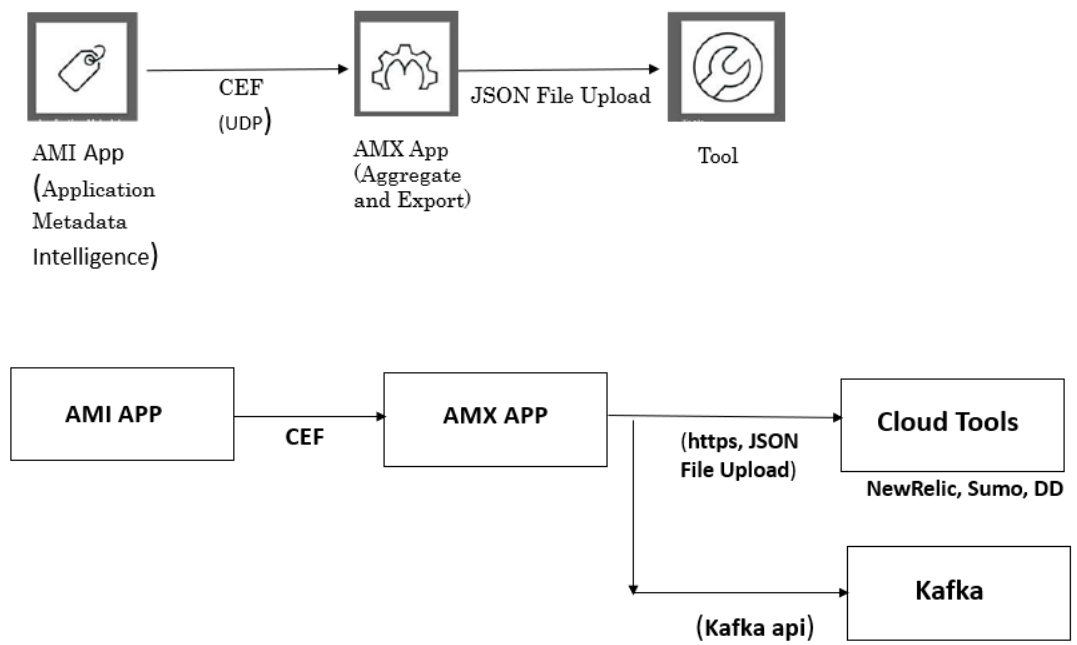 CEF
(UDP)
JSON File Upload
AMI App
(Application
Metadata
Intelligence)
AMX App
(Aggregate
and Export)
Tool
AMI APP
CEF
AMX APP
(https, JSON
File Upload)
Cloud Tools
NewRelic, Sumo, DD
Kafka
(Kafka api)